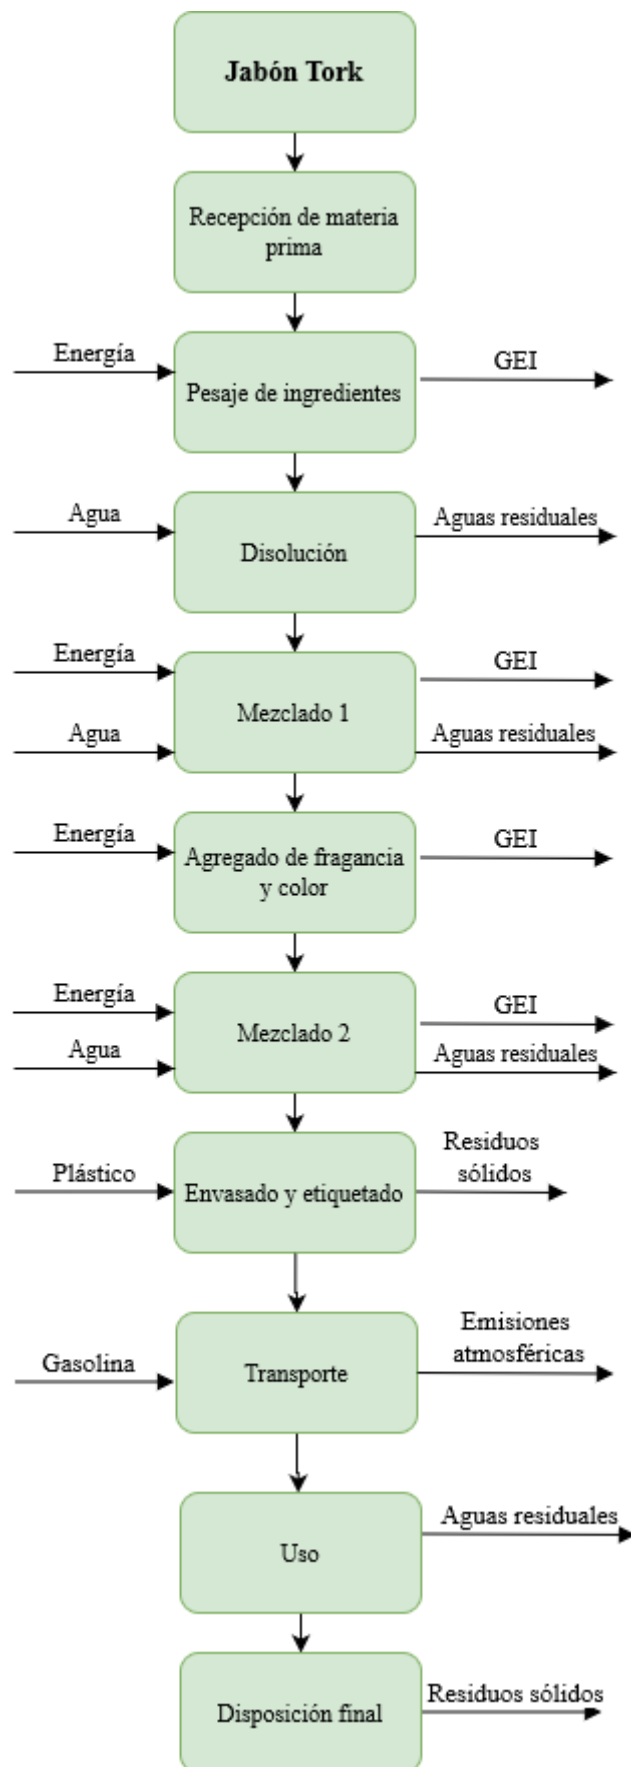 Jabón Tork
Recepción de materia
prima
Energía
GEI
Pesaje de ingredientes
Agua
Aguas residuales
Disolución
Energía
GEI
Mezclado 1
Agua
Aguas residuales
Energía
GEI
Agregado de fragancia
y color
Energía
GEI
Mezclado 2
Agua
Aguas residuales
Plástico
Residuos
sólidos
Envasado y etiquetado
Gasolina
Emisiones
atmosféricas
Transporte
Aguas residuales
Uso
Residuos sólidos
Disposición final